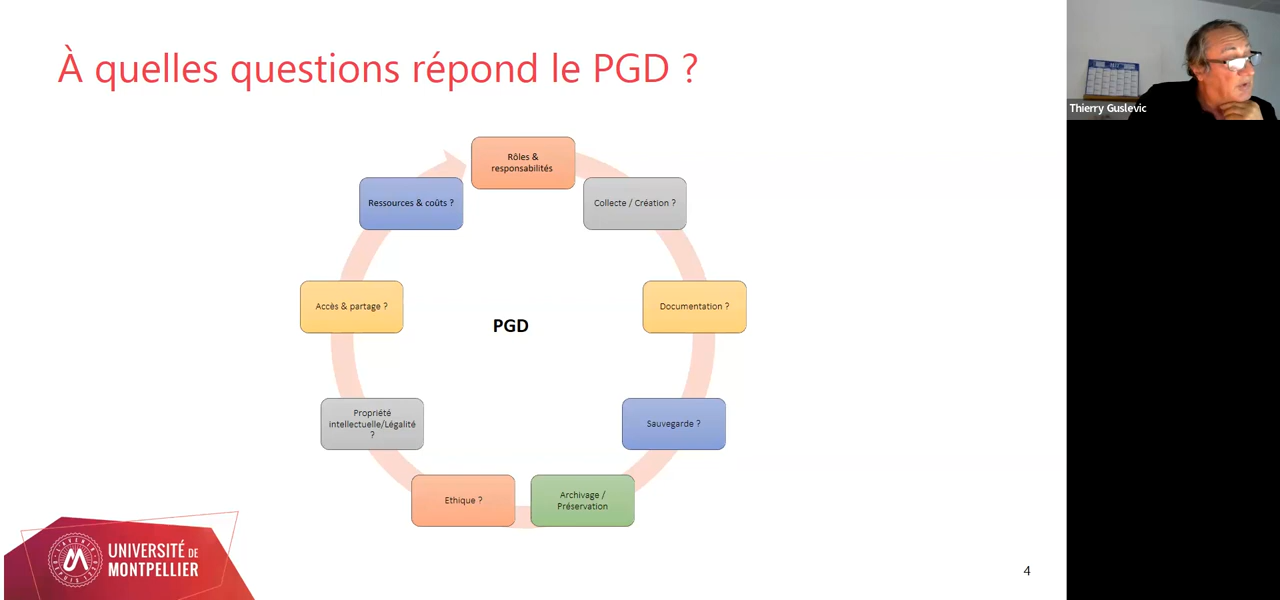 À quelles questions répond le PGD ?
Thierry Guslevic
Rôles &
responsabilités
Collecte / Création ?
Documentation ?
Sauvegarde ?
Archivage /
Préservation
Ethique ?
Propriété
intellectuelle/Légalité
?
Accès & partage ?
Ressources & coûts ?
PGD
UNIVERSITÉ DE
MONTPELLIER
4